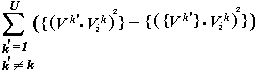 U
∑ ({(V^{k'} · V_i^k)^2} − {({V^{k'}} · V_i^k)^2})
k'=1
k'≠k